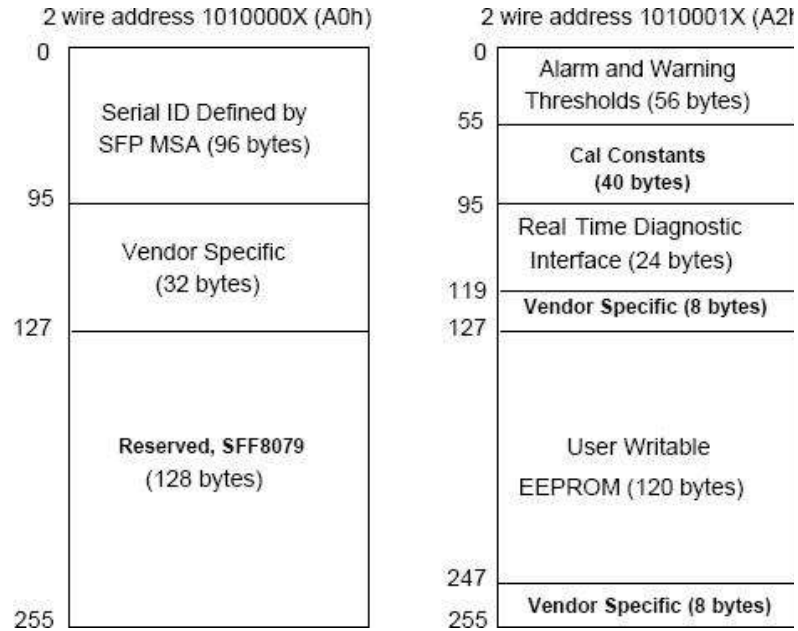 2 wire address 1010000X (A0h)
0
Serial ID Defined by
SFP MSA (96 bytes)
95
Vendor Specific
(32 bytes)
127
Reserved, SFF8079
(128 bytes)
255
2 wire address 1010001X (A2h
0
Alarm and Warning
Thresholds (56 bytes)
55
Cal Constants
(40 bytes)
95
Real Time Diagnostic
Interface (24 bytes)
119
Vendor Specific (8 bytes)
127
User Writable
EEPROM (120 bytes)
247
Vendor Specific (8 bytes)
255